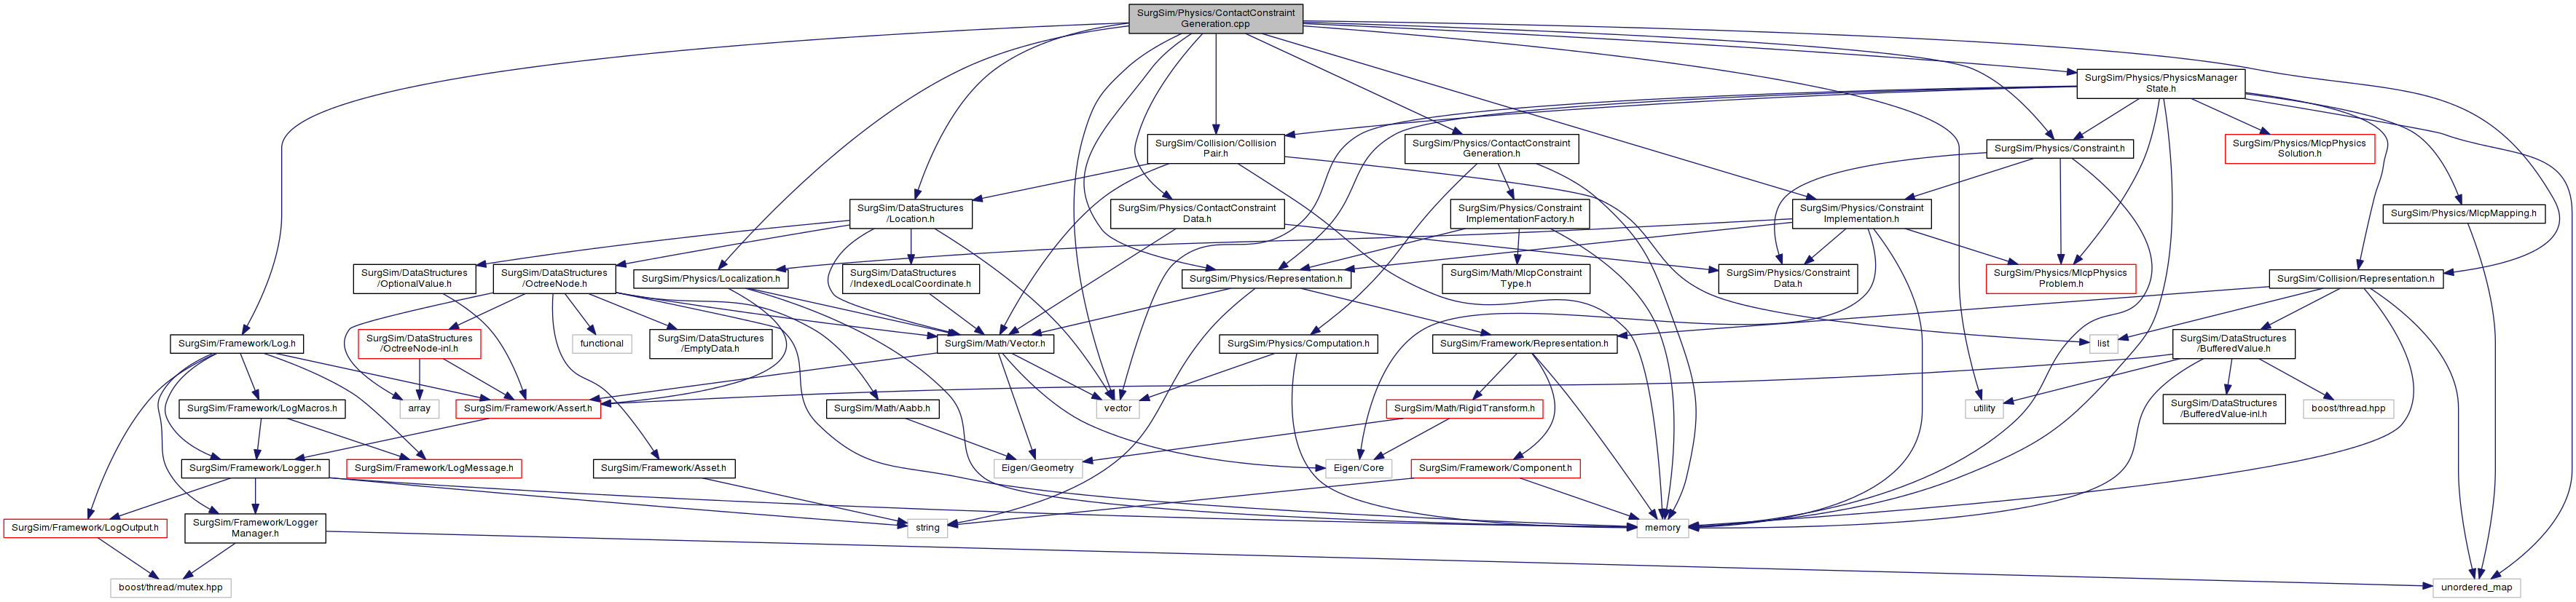 SurgSim/Physics/ContactConstraint
Generation.cpp
SurgSim/Physics/PhysicsManager
State.h
SurgSim/Collision/Collision
Pair.h
SurgSim/Physics/ContactConstraint
Generation.h
SurgSim/Physics/Constraint.h
SurgSim/Physics/MlcpPhysics
Solution.h
SurgSim/DataStructures
/Location.h
SurgSim/Physics/ContactConstraint
Data.h
SurgSim/Physics/Constraint
ImplementationFactory.h
SurgSim/Physics/Constraint
Implementation.h
SurgSim/Physics/MlcpMapping.h
SurgSim/DataStructures
/OptionalValue.h
SurgSim/DataStructures
/OctreeNode.h
SurgSim/Physics/Localization.h
SurgSim/DataStructures
/IndexedLocalCoordinate.h
SurgSim/Physics/Representation.h
SurgSim/Math/MlcpConstraint
Type.h
SurgSim/Physics/Constraint
Data.h
SurgSim/Physics/MlcpPhysics
Problem.h
SurgSim/Collision/Representation.h
SurgSim/Framework/Log.h
SurgSim/DataStructures
/OctreeNode-inl.h
functional
SurgSim/DataStructures
/EmptyData.h
SurgSim/Math/Vector.h
SurgSim/Physics/Computation.h
SurgSim/Framework/Representation.h
list
SurgSim/DataStructures
/BufferedValue.h
SurgSim/Framework/LogMacros.h
array
SurgSim/Framework/Assert.h
SurgSim/Math/Aabb.h
vector
SurgSim/Math/RigidTransform.h
utility
SurgSim/DataStructures
/BufferedValue-inl.h
boost/thread.hpp
SurgSim/Framework/Logger.h
SurgSim/Framework/LogMessage.h
SurgSim/Framework/Asset.h
Eigen/Geometry
Eigen/Core
SurgSim/Framework/Component.h
SurgSim/Framework/LogOutput.h
SurgSim/Framework/Logger
Manager.h
string
memory
boost/thread/mutex.hpp
unordered_map